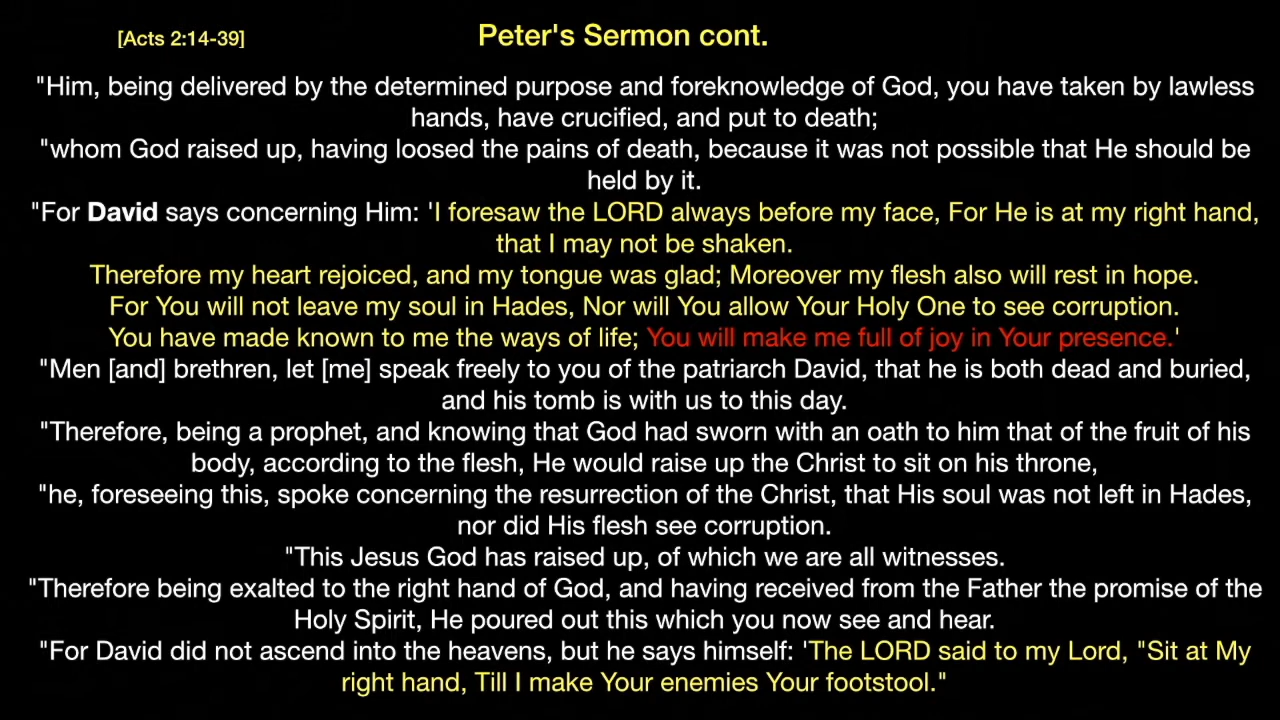 [Acts 2:14-39]
Peter's Sermon cont.
"Him, being delivered by the determined purpose and foreknowledge of God, you have taken by lawless
hands, have crucified, and put to death;
"whom God raised up, having loosed the pains of death, because it was not possible that He should be
held by it.
"For David says concerning Him: 'I foresaw the LORD always before my face, For He is at my right hand,
that I may not be shaken.
Therefore my heart rejoiced, and my tongue was glad; Moreover my flesh also will rest in hope.
For You will not leave my soul in Hades, Nor will You allow Your Holy One to see corruption.
You have made known to me the ways of life; You will make me full of joy in Your presence.'
"Men [and] brethren, let [me] speak freely to you of the patriarch David, that he is both dead and buried,
and his tomb is with us to this day.
"Therefore, being a prophet, and knowing that God had sworn with an oath to him that of the fruit of his
body, according to the flesh, He would raise up the Christ to sit on his throne,
"he, foreseeing this, spoke concerning the resurrection of the Christ, that His soul was not left in Hades,
nor did His flesh see corruption.
"This Jesus God has raised up, of which we are all witnesses.
"Therefore being exalted to the right hand of God, and having received from the Father the promise of the
Holy Spirit, He poured out this which you now see and hear.
"For David did not ascend into the heavens, but he says himself: 'The LORD said to my Lord, "Sit at My
right hand, Till I make Your enemies Your footstool."